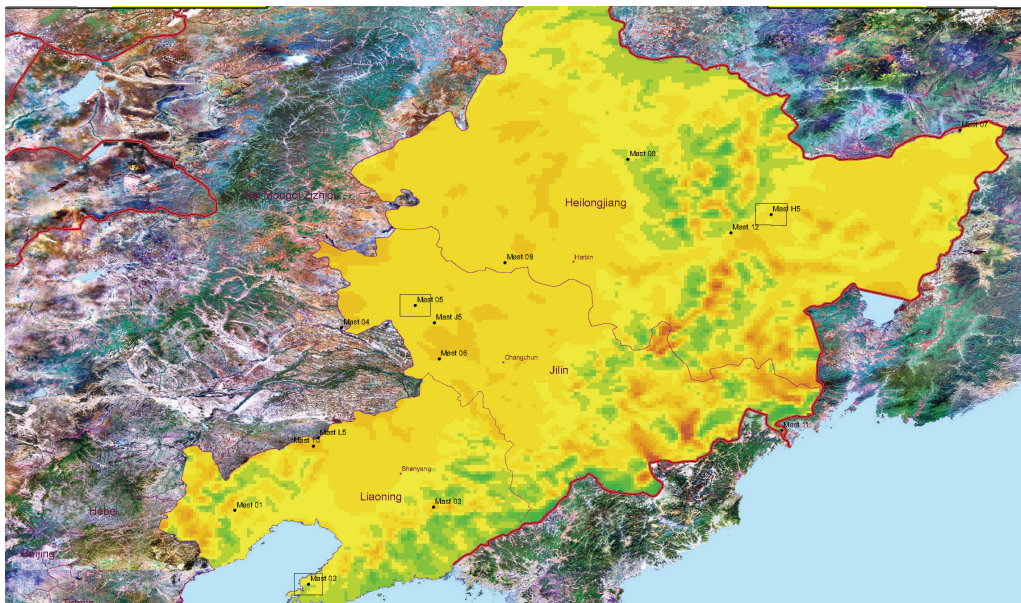 Mast 07
Mast 08
Nei Mongol Zizhiqu
Heilongjiang
Mast H5
Mast 12
Mast 09
Harbin
Mast 05
Mast J5
Mast 04
Mast 06
Changchun
Jilin
Mast 11
Mast L5
Mast 10
Shenyang
Liaoning
Mast 03
Mast 01
Hebei
Beijing
Mast 02